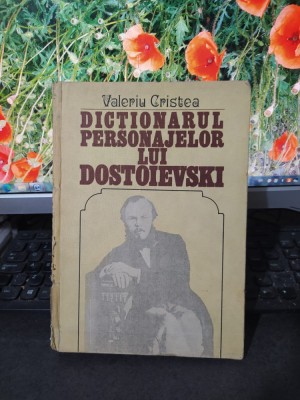 Valeriu Cristea
DICTIONARUL
PERSONAJELOR
LUI
DOSTOIEVSKI